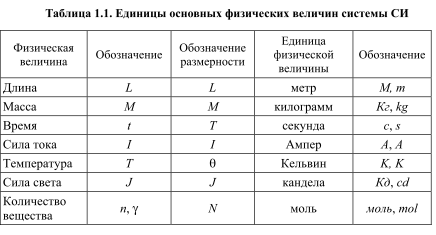 Таблица 1.1. Единицы основных физических величин системы СИ
Физическая величина Обозначение Обозначение размерности Единица физической величины Обозначение
Длина L L метр М, m
Масса M M килограмм Кг, kg
Время t T секунда с, s
Сила тока I I Ампер А, A
Температура T θ Кельвин К, K
Сила света J J кандела Кд, cd
Количество вещества n, γ N моль моль, mol